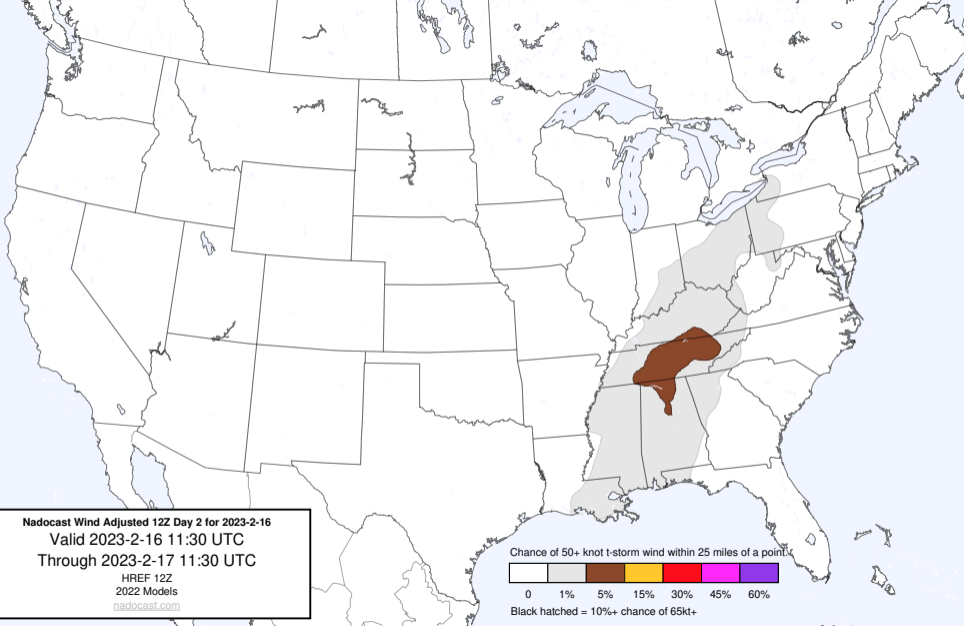 Nadocast Wind Adjusted 12Z Day 2 for 2023-2-16
Valid 2023-2-16 11:30 UTC
Through 2023-2-17 11:30 UTC
HREF 12Z
2022 Models
nadocast.com
Chance of 50+ knot t-storm wind within 25 miles of a point.
0 1% 5% 15% 30% 45% 60%
Black hatched = 10%+ chance of 65kt+